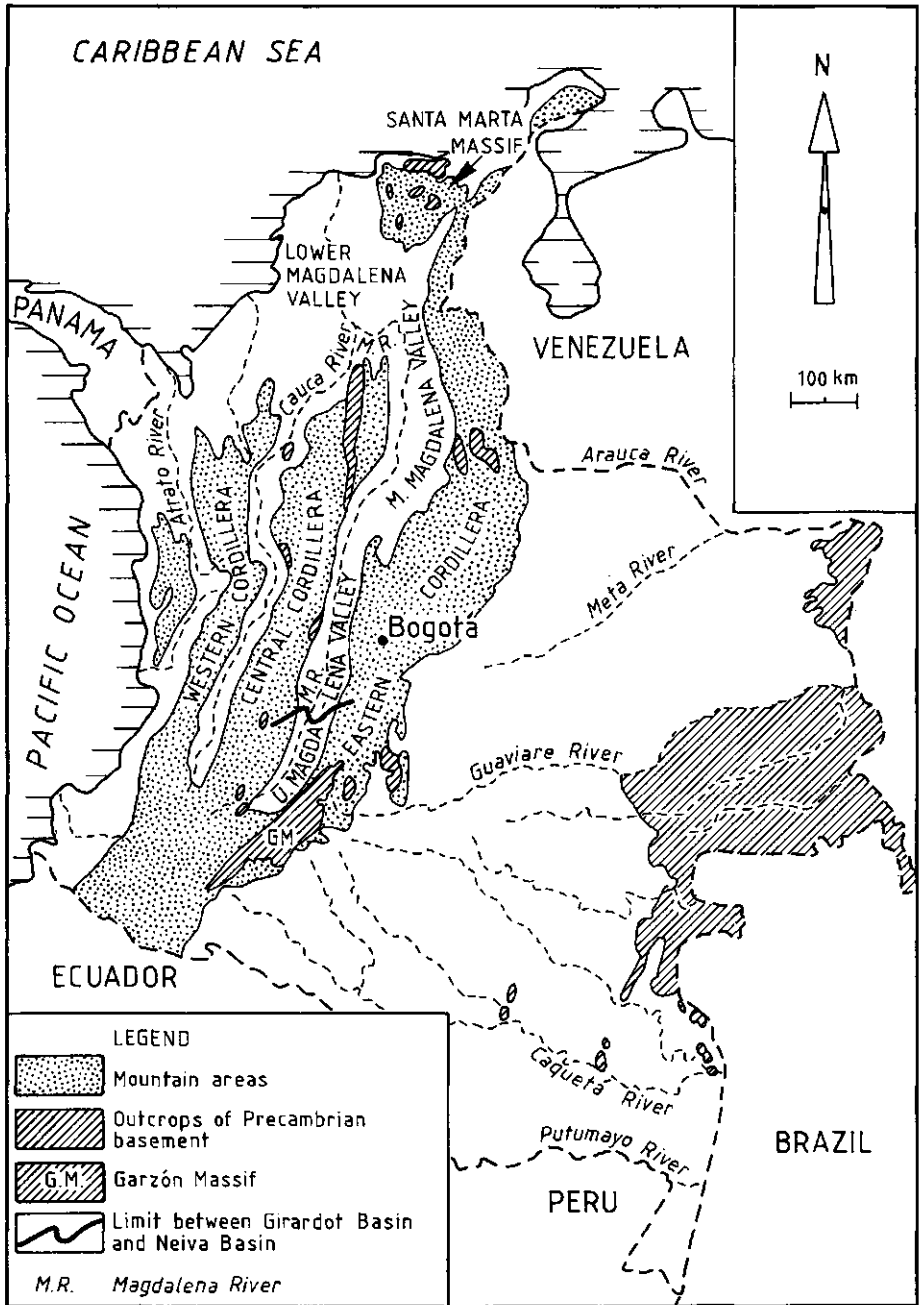 CARIBBEAN SEA
N
SANTA MARTA
MASSIF
LOWER
MAGDALENA
VALLEY
PANAMA
Cauca River
M.R.
M. MAGDALENA VALLEY
VENEZUELA
100 km
Atrato River
Arauca River
PACIFIC OCEAN
WESTERN CORDILLERA
CENTRAL CORDILLERA
EASTERN CORDILLERA
Meta River
Bogotá
M.R.
U. MAGDALENA VALLEY
Guaviare River
G.M.
ECUADOR
Caqueta River
Putumayo River
BRAZIL
PERU
LEGEND
Mountain areas
Outcrops of Precambrian
basement
G.M. Garzón Massif
Limit between Girardot Basin
and Neiva Basin
M.R. Magdalena River